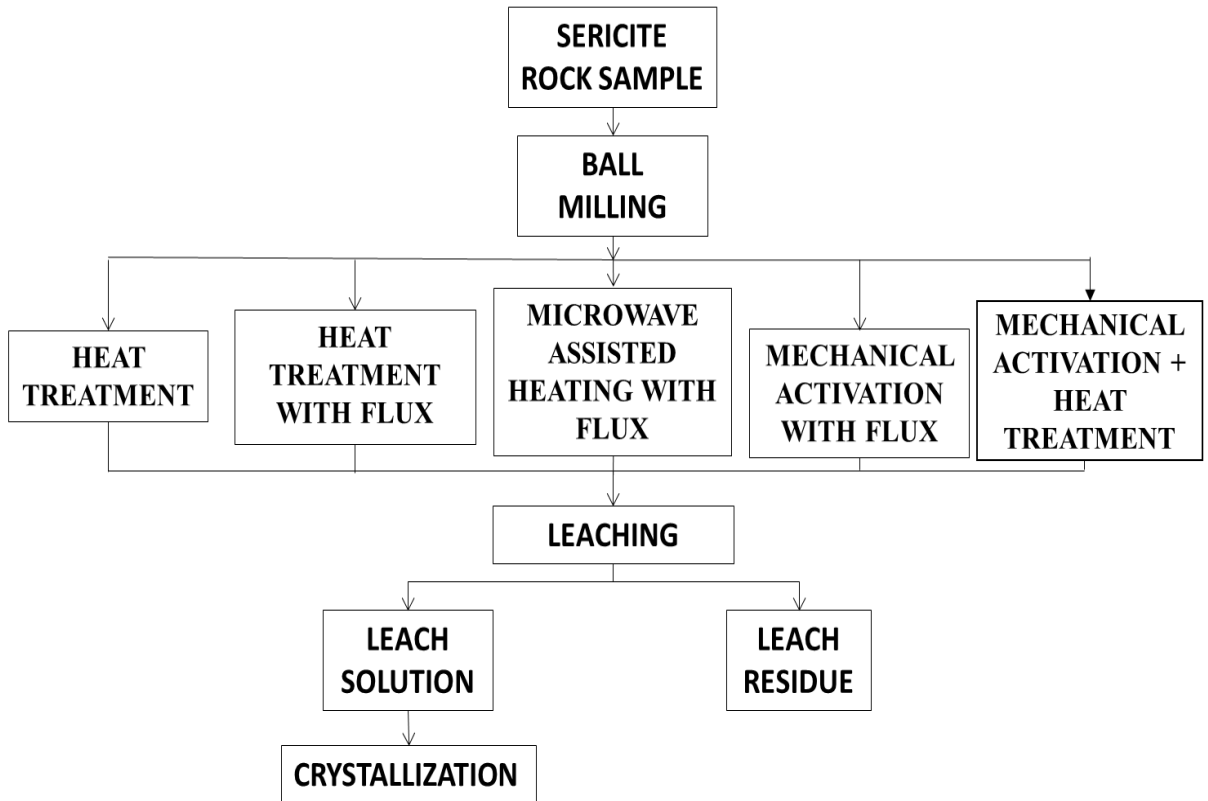 SERICITE
ROCK SAMPLE
BALL
MILLING
HEAT
TREATMENT
HEAT
TREATMENT
WITH FLUX
MICROWAVE
ASSISTED
HEATING WITH
FLUX
MECHANICAL
ACTIVATION
WITH FLUX
MECHANICAL
ACTIVATION +
HEAT
TREATMENT
LEACHING
LEACH
SOLUTION
LEACH
RESIDUE
CRYSTALLIZATION